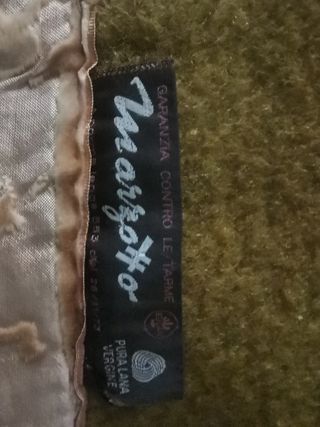 GARANZIA CONTRO LE TARME
Marzotto
PURA LANA
VERGINE